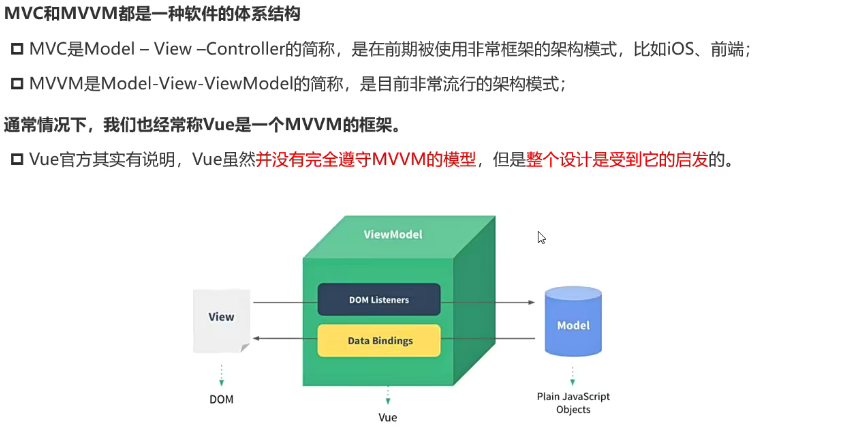 MVC和MVVM都是一种软件的体系结构
MVC是Model – View –Controller的简称，是在前期被使用非常框架的架构模式，比如iOS、前端；
MVVM是Model-View-ViewModel的简称，是目前非常流行的架构模式；
通常情况下，我们也经常称Vue是一个MVVM的框架。
Vue官方其实有说明，Vue虽然并没有完全遵守MVVM的模型，但是整个设计是受到它的启发的。
ViewModel
DOM Listeners
View
Model
Data Bindings
DOM
Vue
Plain JavaScript
Objects